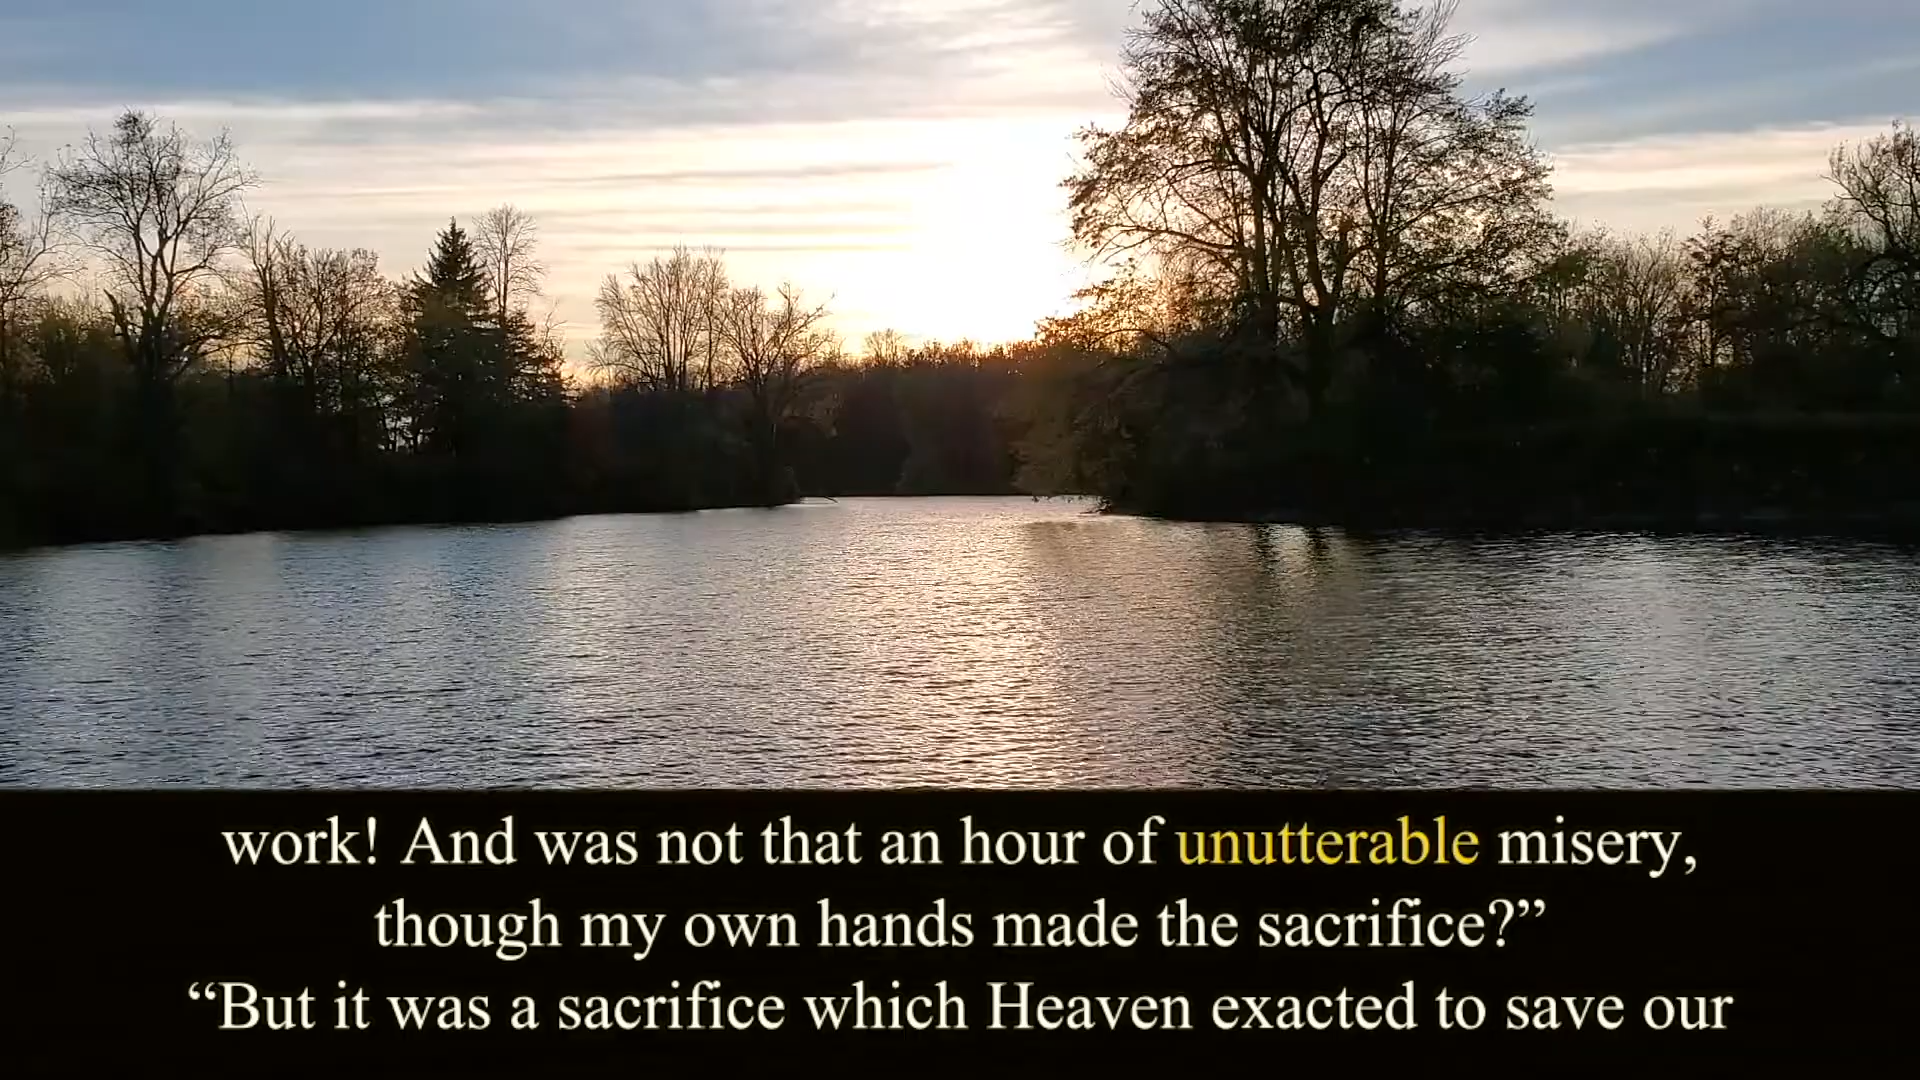 work! And was not that an hour of unutterable misery,
though my own hands made the sacrifice?”
“But it was a sacrifice which Heaven exacted to save our